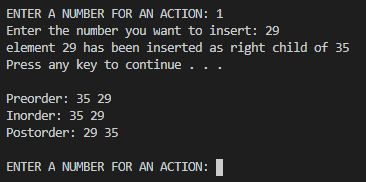 ENTER A NUMBER FOR AN ACTION: 1
Enter the number you want to insert: 29
element 29 has been inserted as right child of 35
Press any key to continue . . .
Preorder: 35 29
Inorder: 35 29
Postorder: 29 35
ENTER A NUMBER FOR AN ACTION: